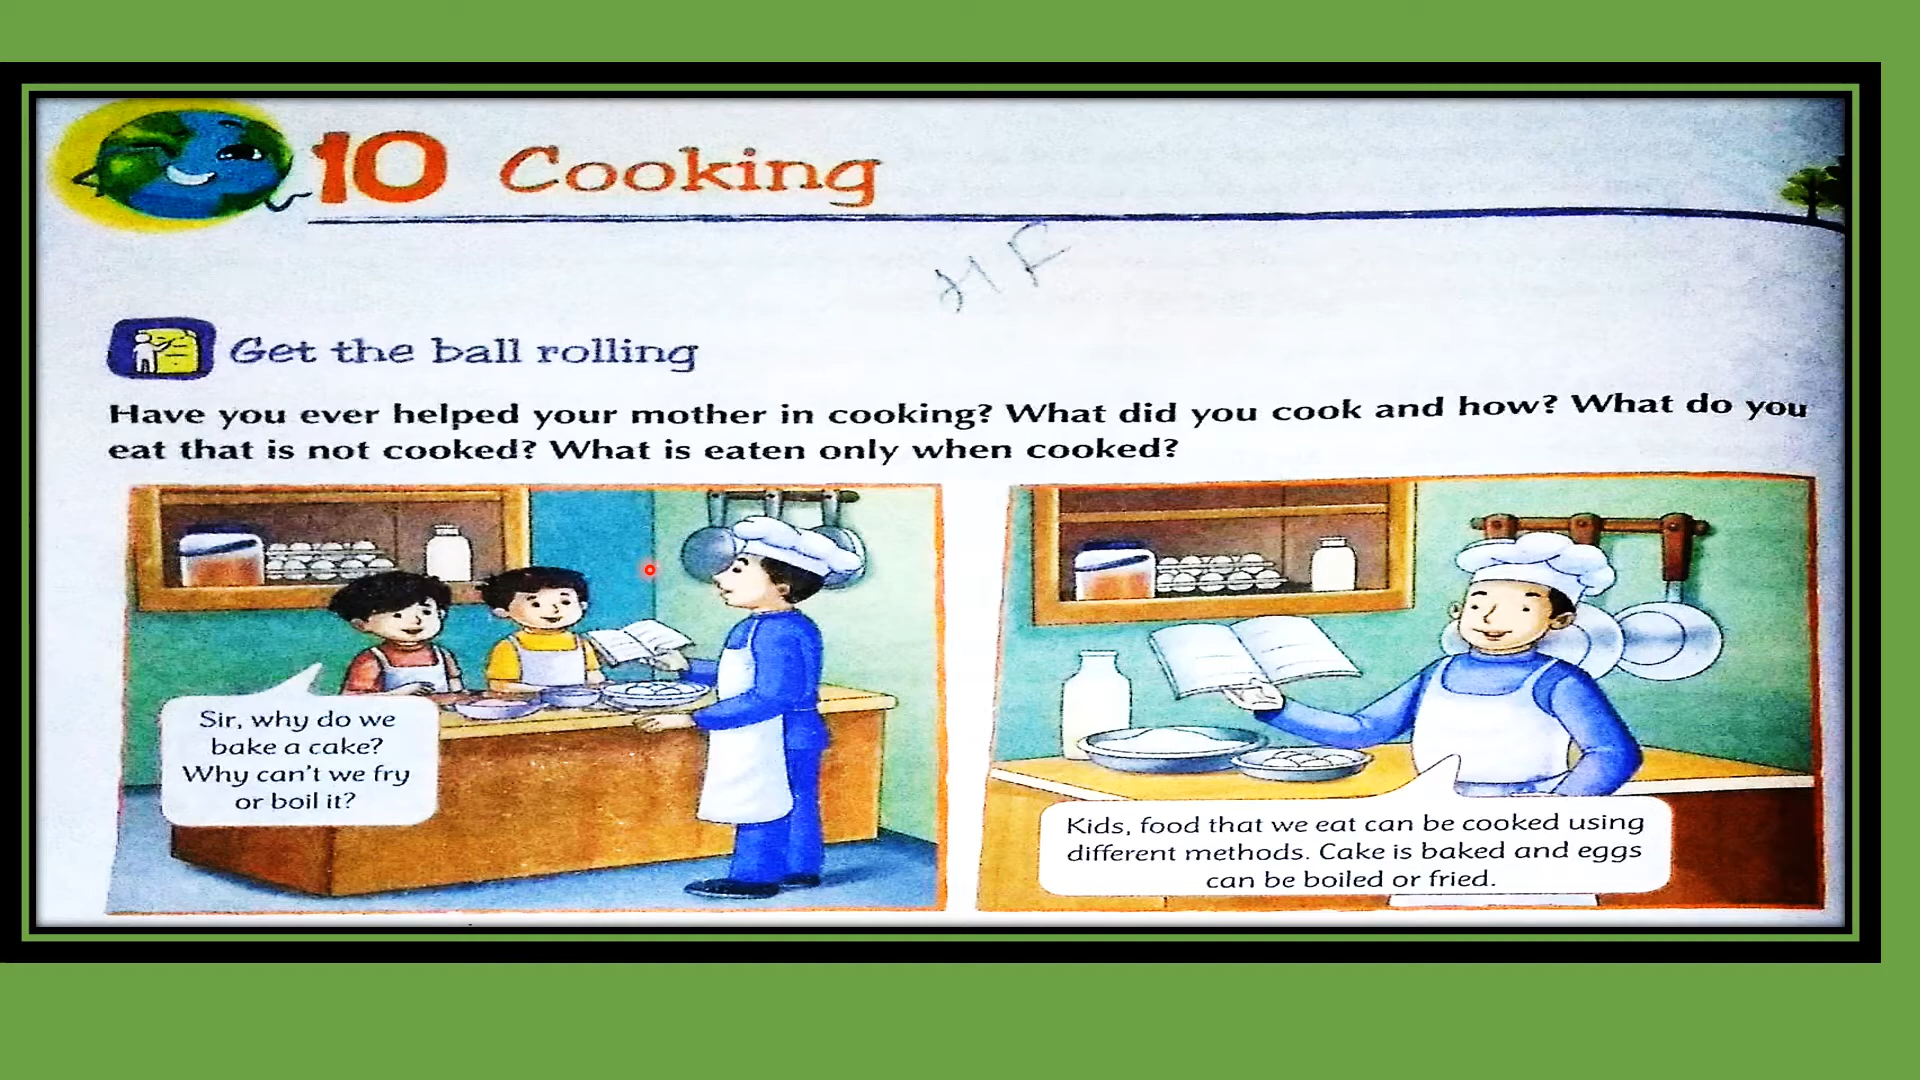 10 Cooking
H F
Get the ball rolling
Have you ever helped your mother in cooking? What did you cook and how? What do you
eat that is not cooked? What is eaten only when cooked?
Sir, why do we
bake a cake?
Why can't we fry
or boil it?
Kids, food that we eat can be cooked using
different methods. Cake is baked and eggs
can be boiled or fried.